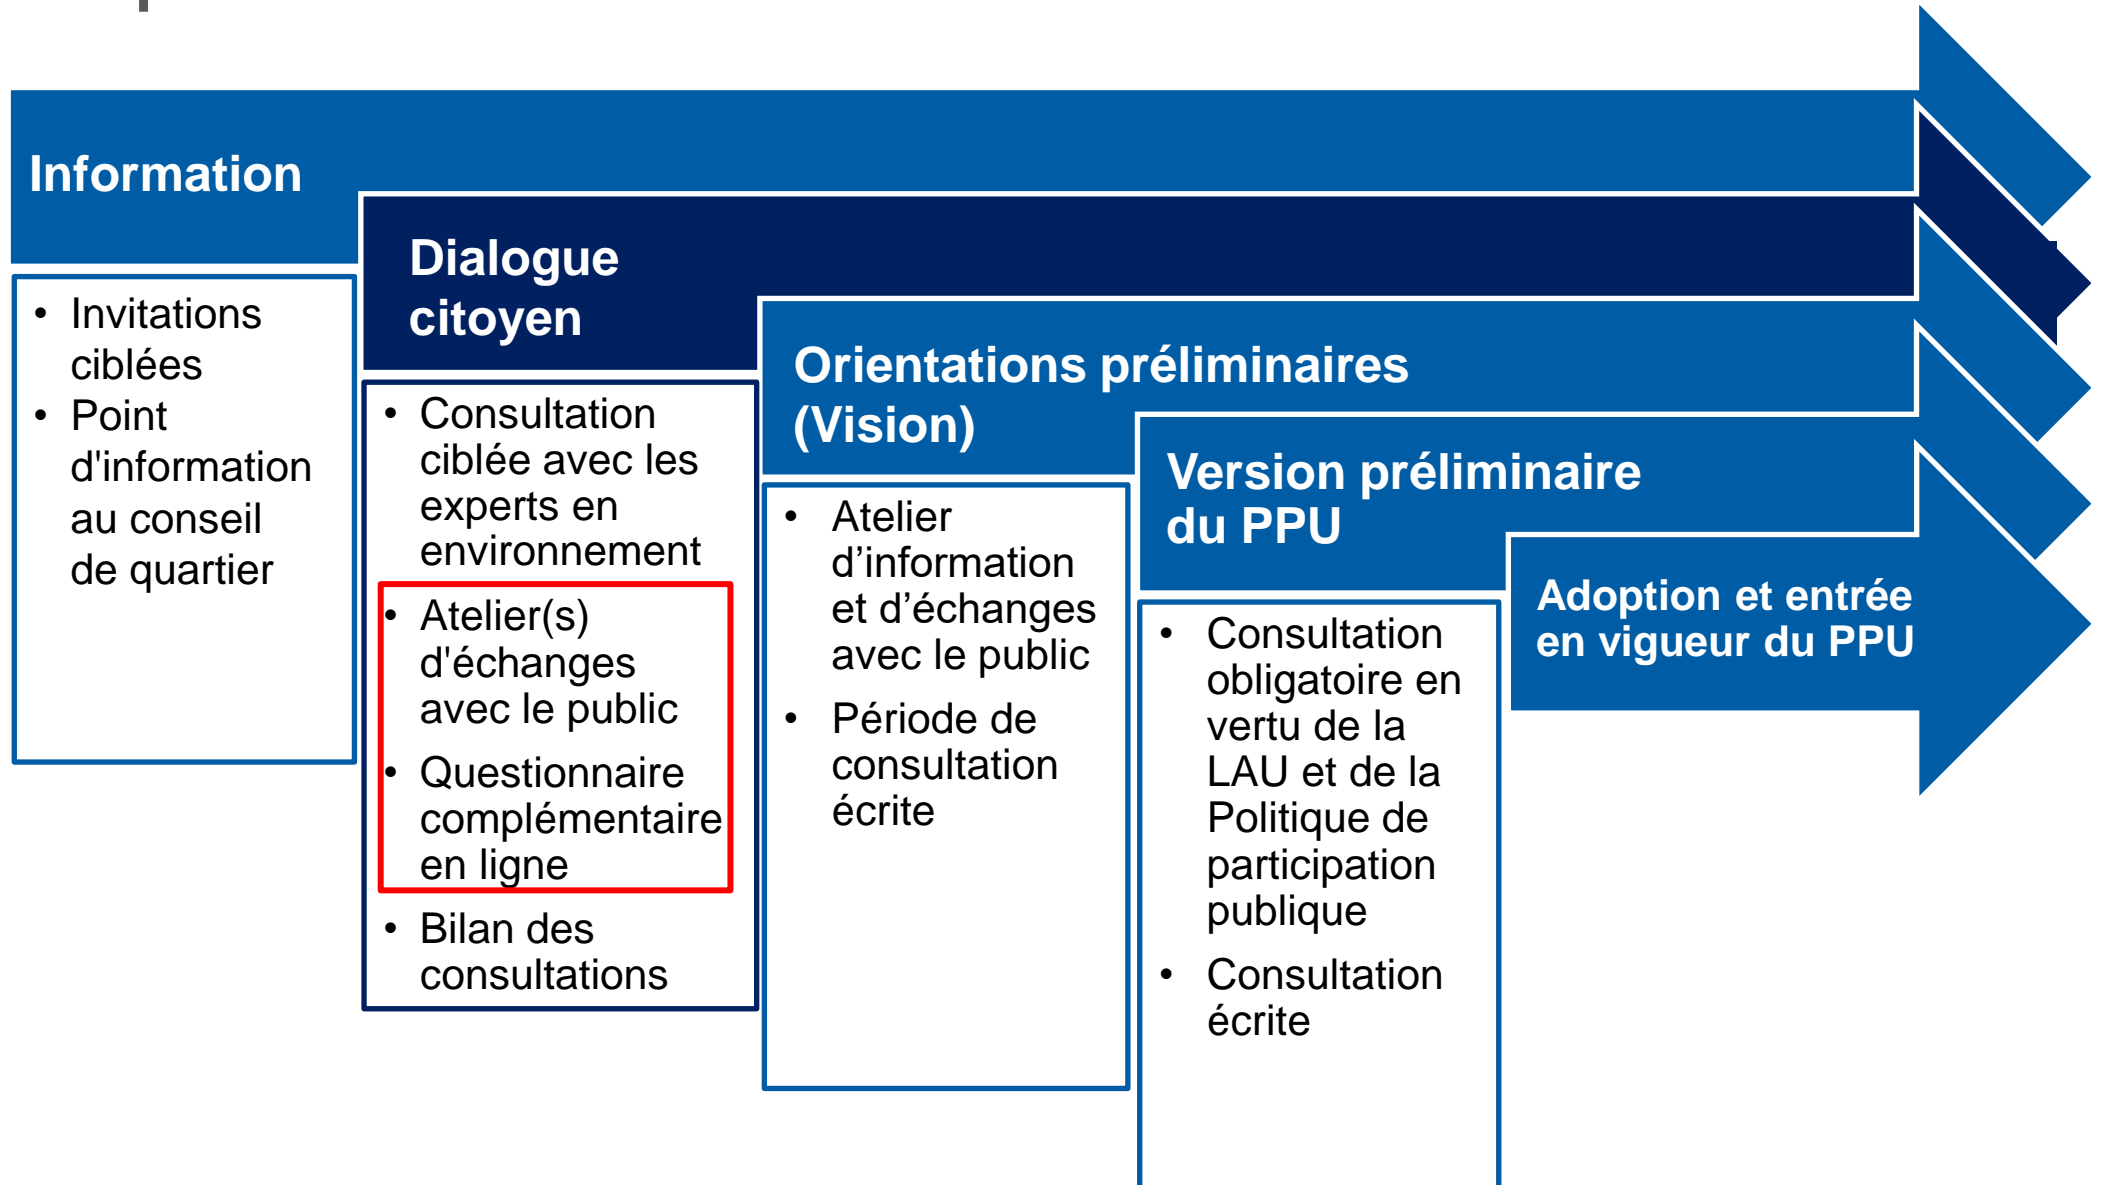 Information
• Invitations
ciblées
• Point
d'information
au conseil
de quartier
Dialogue
citoyen
• Consultation
ciblée avec les
experts en
environnement
• Atelier(s)
d'échanges
avec le public
• Questionnaire
complémentaire
en ligne
• Bilan des
consultations
Orientations préliminaires
(Vision)
• Atelier
d’information
et d’échanges
avec le public
• Période de
consultation
écrite
Version préliminaire
du PPU
• Consultation
obligatoire en
vertu de la
LAU et de la
Politique de
participation
publique
• Consultation
écrite
Adoption et entrée
en vigueur du PPU